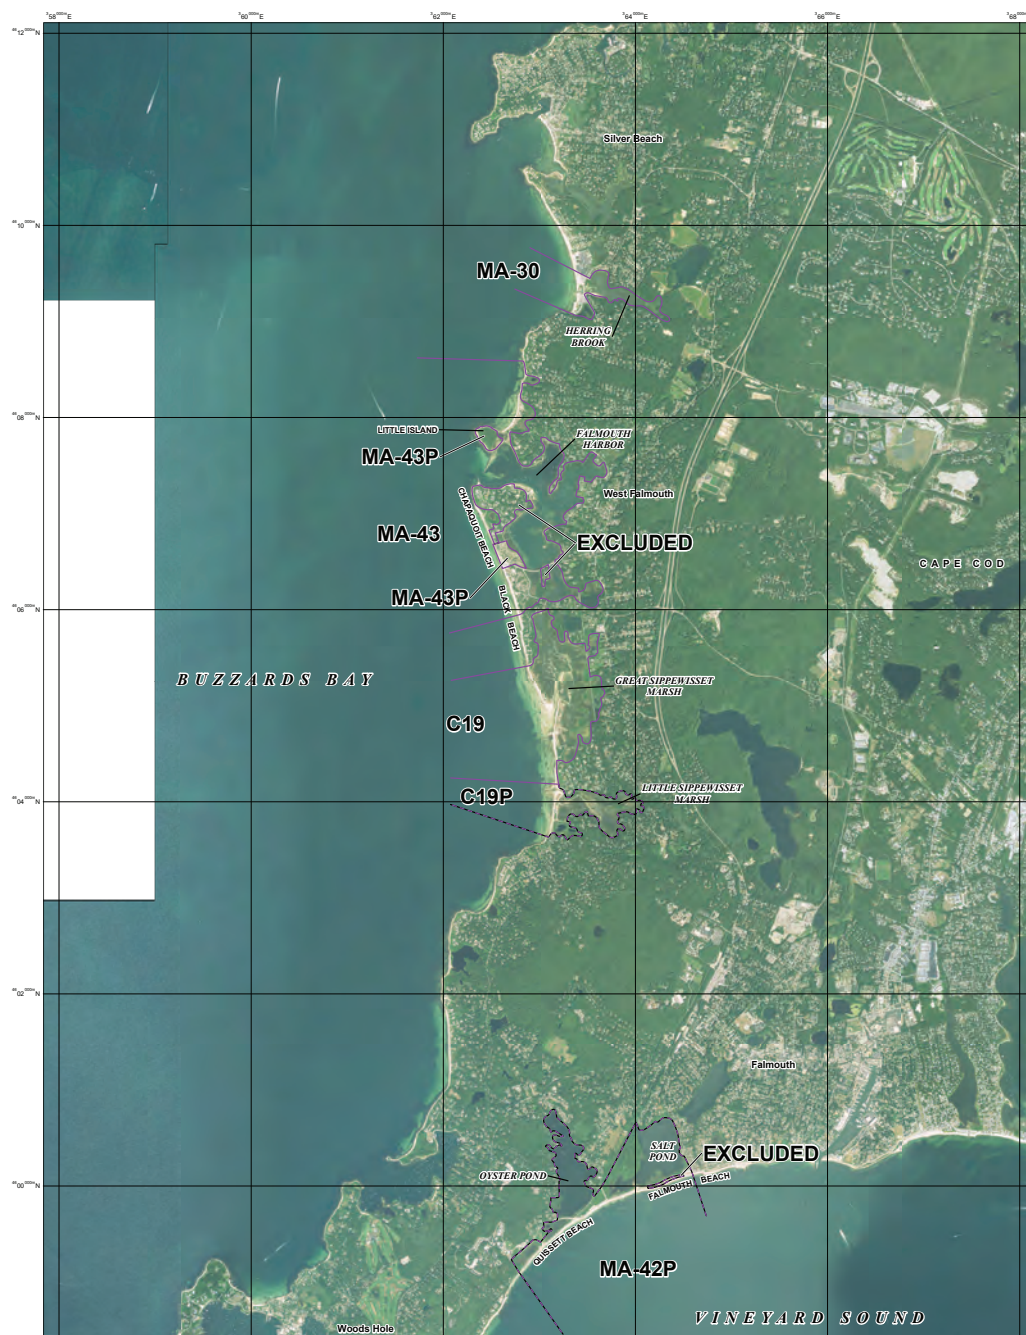 Silver Beach
MA-30
HERRING
BROOK
LITTLE ISLAND
FALMOUTH
HARBOR
MA-43P
West Falmouth
CHAPAQUOIT BEACH
MA-43
EXCLUDED
CAPE COD
MA-43P
BLACK BEACH
BUZZARDS BAY
GREAT SIPPEWISSET
MARSH
C19
LITTLE SIPPEWISSET
MARSH
C19P
Falmouth
SALT
POND
EXCLUDED
OYSTER POND
FALMOUTH BEACH
QUISSETT BEACH
MA-42P
VINEYARD SOUND
Woods Hole